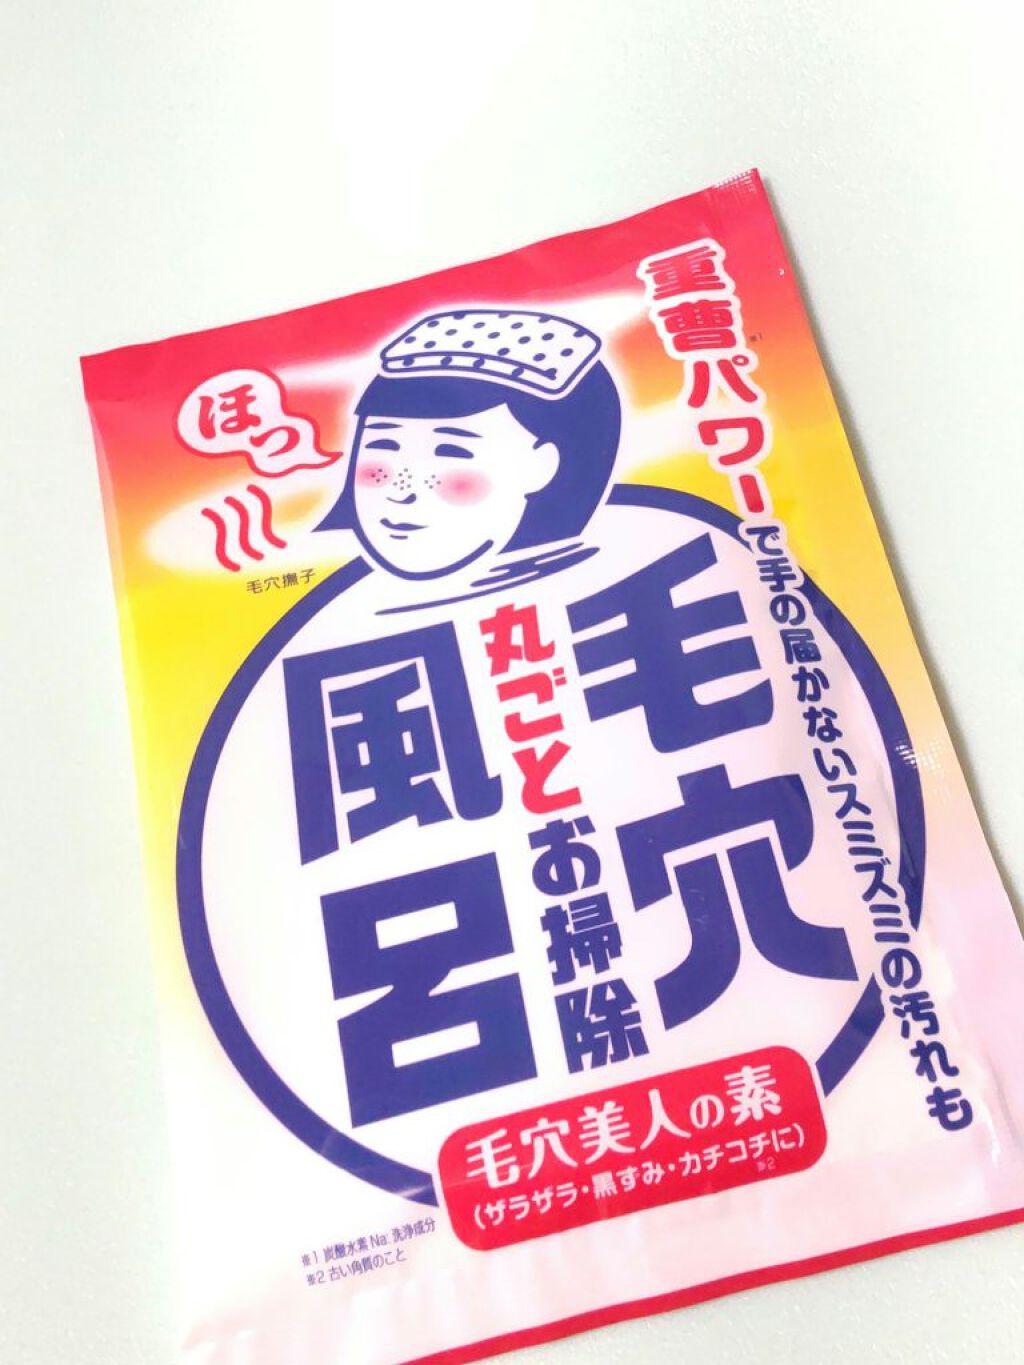 重曹パワー※1で手の届かないスミズミの汚れも
ほっ
毛穴撫子
毛穴
丸ごとお掃除
風呂
毛穴美人の素
(ザラザラ・黒ずみ・カチコチ※2に)
※1 炭酸水素Na:洗浄成分
※2 古い角質のこと